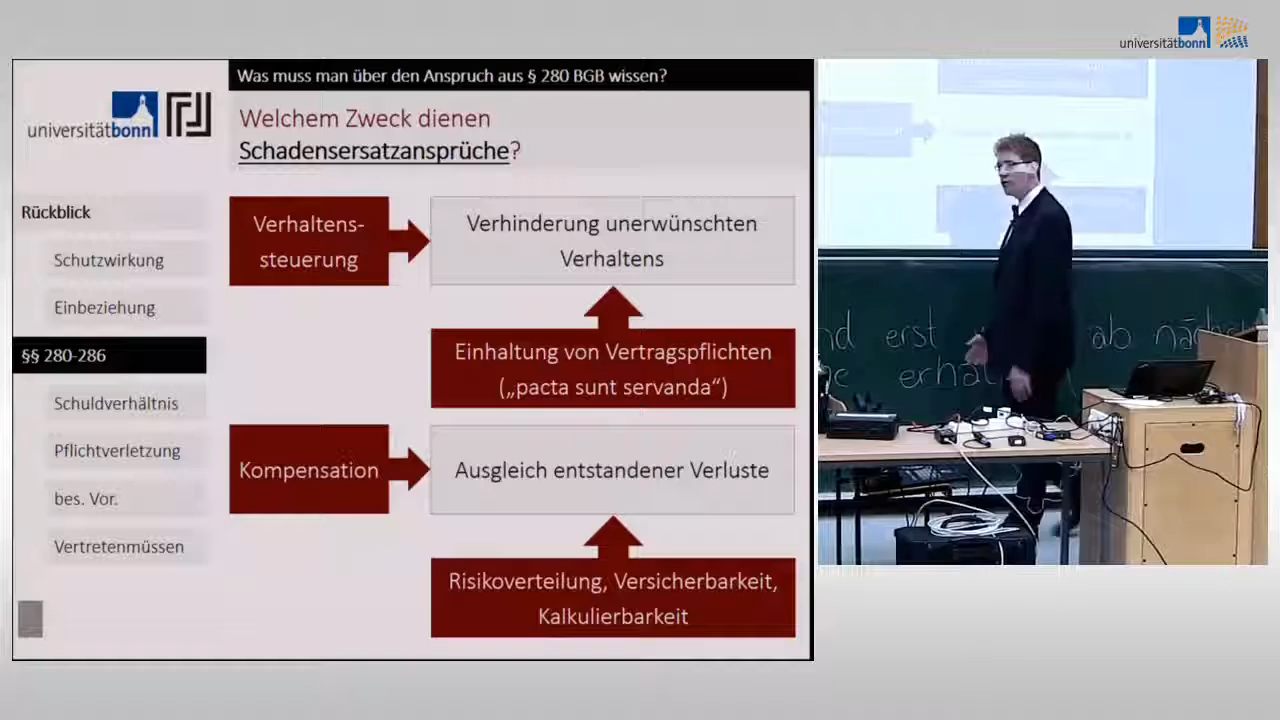 universitätbonn
Was muss man über den Anspruch aus § 280 BGB wissen?
universitätbonn
Welchem Zweck dienen
Schadensersatzansprüche?
Rückblick
Schutzwirkung
Einbeziehung
§§ 280-286
Schuldverhältnis
Pflichtverletzung
bes. Vor.
Vertretenmüssen
Verhaltens-
steuerung
Verhinderung unerwünschten
Verhaltens
Einhaltung von Vertragspflichten
(„pacta sunt servanda“)
Kompensation
Ausgleich entstandener Verluste
Risikoverteilung, Versicherbarkeit,
Kalkulierbarkeit
erst ab